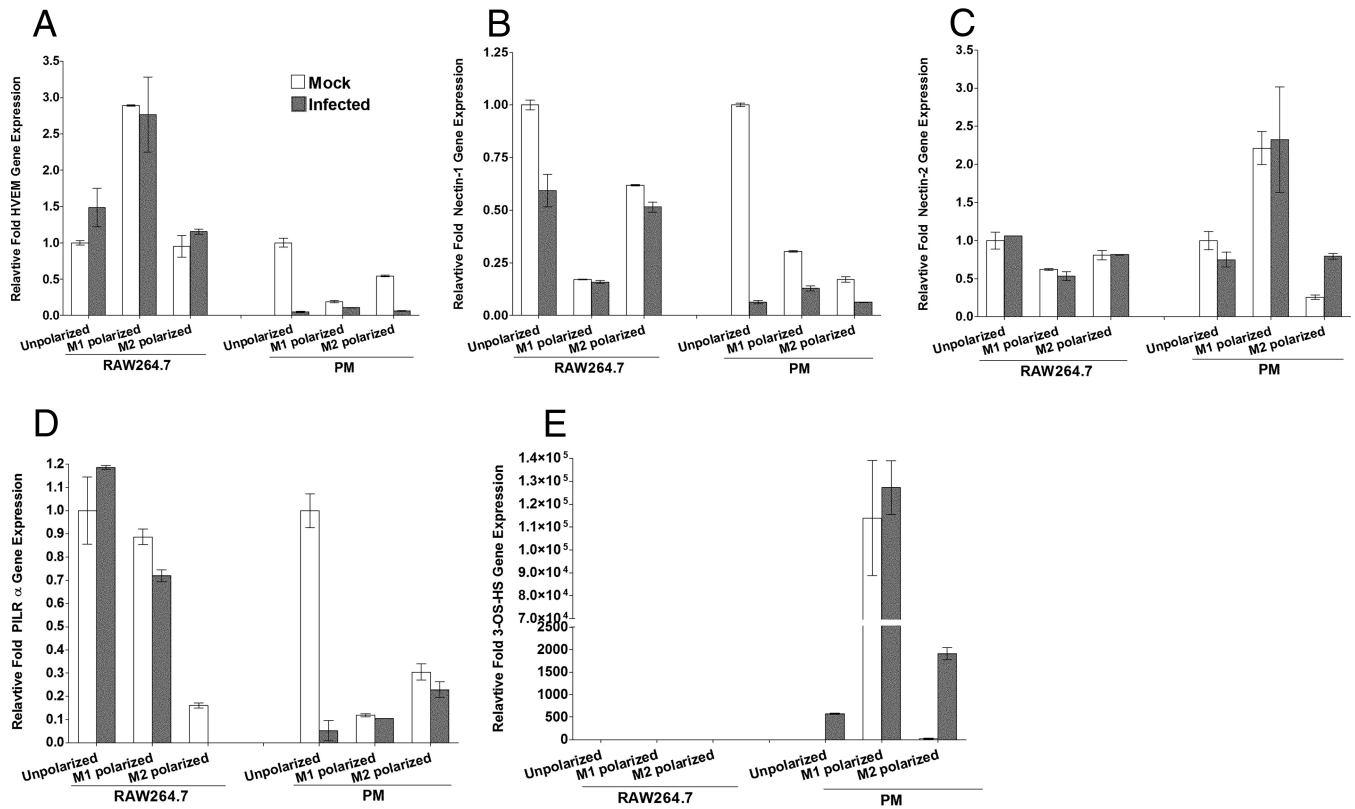 A
Relavtive Fold HVEM Gene Expression
3.5
3.0
2.5
2.0
1.5
1.0
0.5
0.0
Mock
Infected
Unpolarized
M1 polarized
M2 polarized
RAW264.7
Unpolarized
M1 polarized
M2 polarized
PM
B
Relavtive Fold Nectin-1 Gene Expression
1.25
1.00
0.75
0.50
0.25
0.00
Unpolarized
M1 polarized
M2 polarized
RAW264.7
Unpolarized
M1 polarized
M2 polarized
PM
C
Relavtive Fold Nectin-2 Gene Expression
3.5
3.0
2.5
2.0
1.5
1.0
0.5
0.0
Unpolarized
M1 polarized
M2 polarized
RAW264.7
Unpolarized
M1 polarized
M2 polarized
PM
D
Relavtive Fold PILR α Gene Expression
1.2
1.0
0.9
0.8
0.7
0.6
0.5
0.4
0.3
0.2
0.1
0.0
Unpolarized
M1 polarized
M2 polarized
RAW264.7
Unpolarized
M1 polarized
M2 polarized
PM
E
Relavtive Fold 3-OS-HS Gene Expression
1.4×10⁵
1.3×10⁵
1.2×10⁵
1.1×10⁵
1.0×10⁵
9.0×10⁴
8.0×10⁴
7.0×10⁴
2500
2000
1500
1000
500
0
Unpolarized
M1 polarized
M2 polarized
RAW264.7
Unpolarized
M1 polarized
M2 polarized
PM